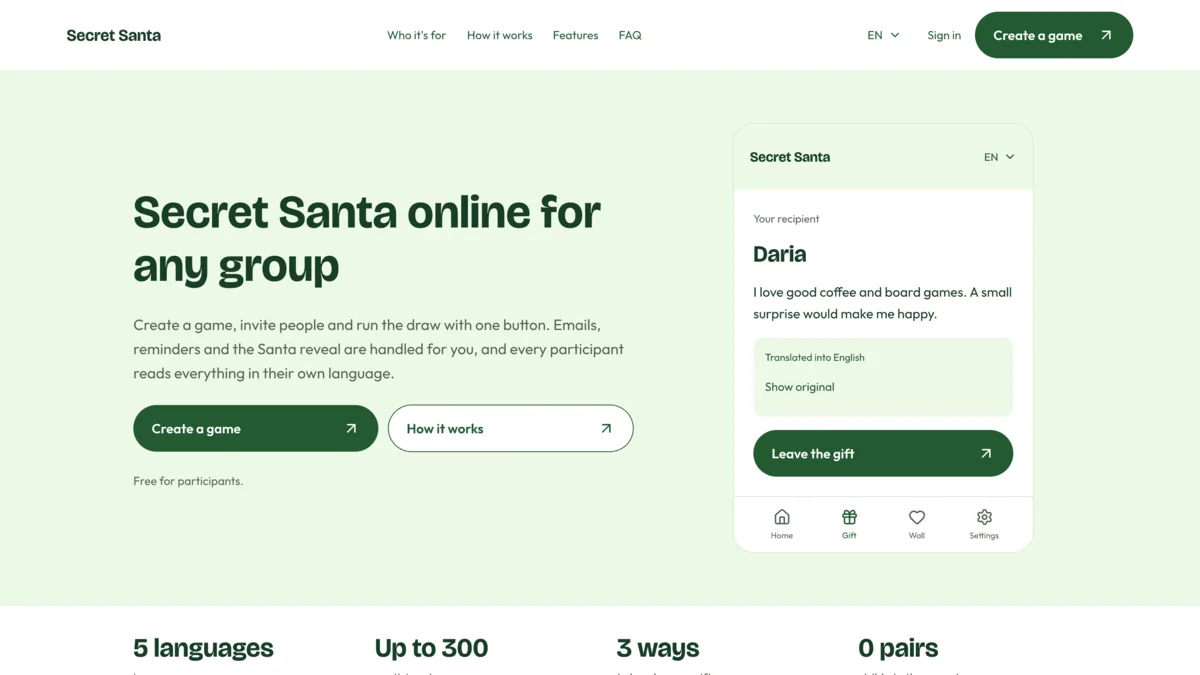 Secret Santa
Who it's for
How it works
Features
FAQ
EN
Sign in
Create a game
Secret Santa online for
any group
Create a game, invite people and run the draw with one button. Emails,
reminders and the Santa reveal are handled for you, and every participant
reads everything in their own language.
Create a game
How it works
Free for participants.
Secret Santa
EN
Your recipient
Daria
I love good coffee and board games. A small
surprise would make me happy.
Translated into English
Show original
Leave the gift
Home
Gift
Wall
Settings
5 languages
Up to 300
3 ways
0 pairs